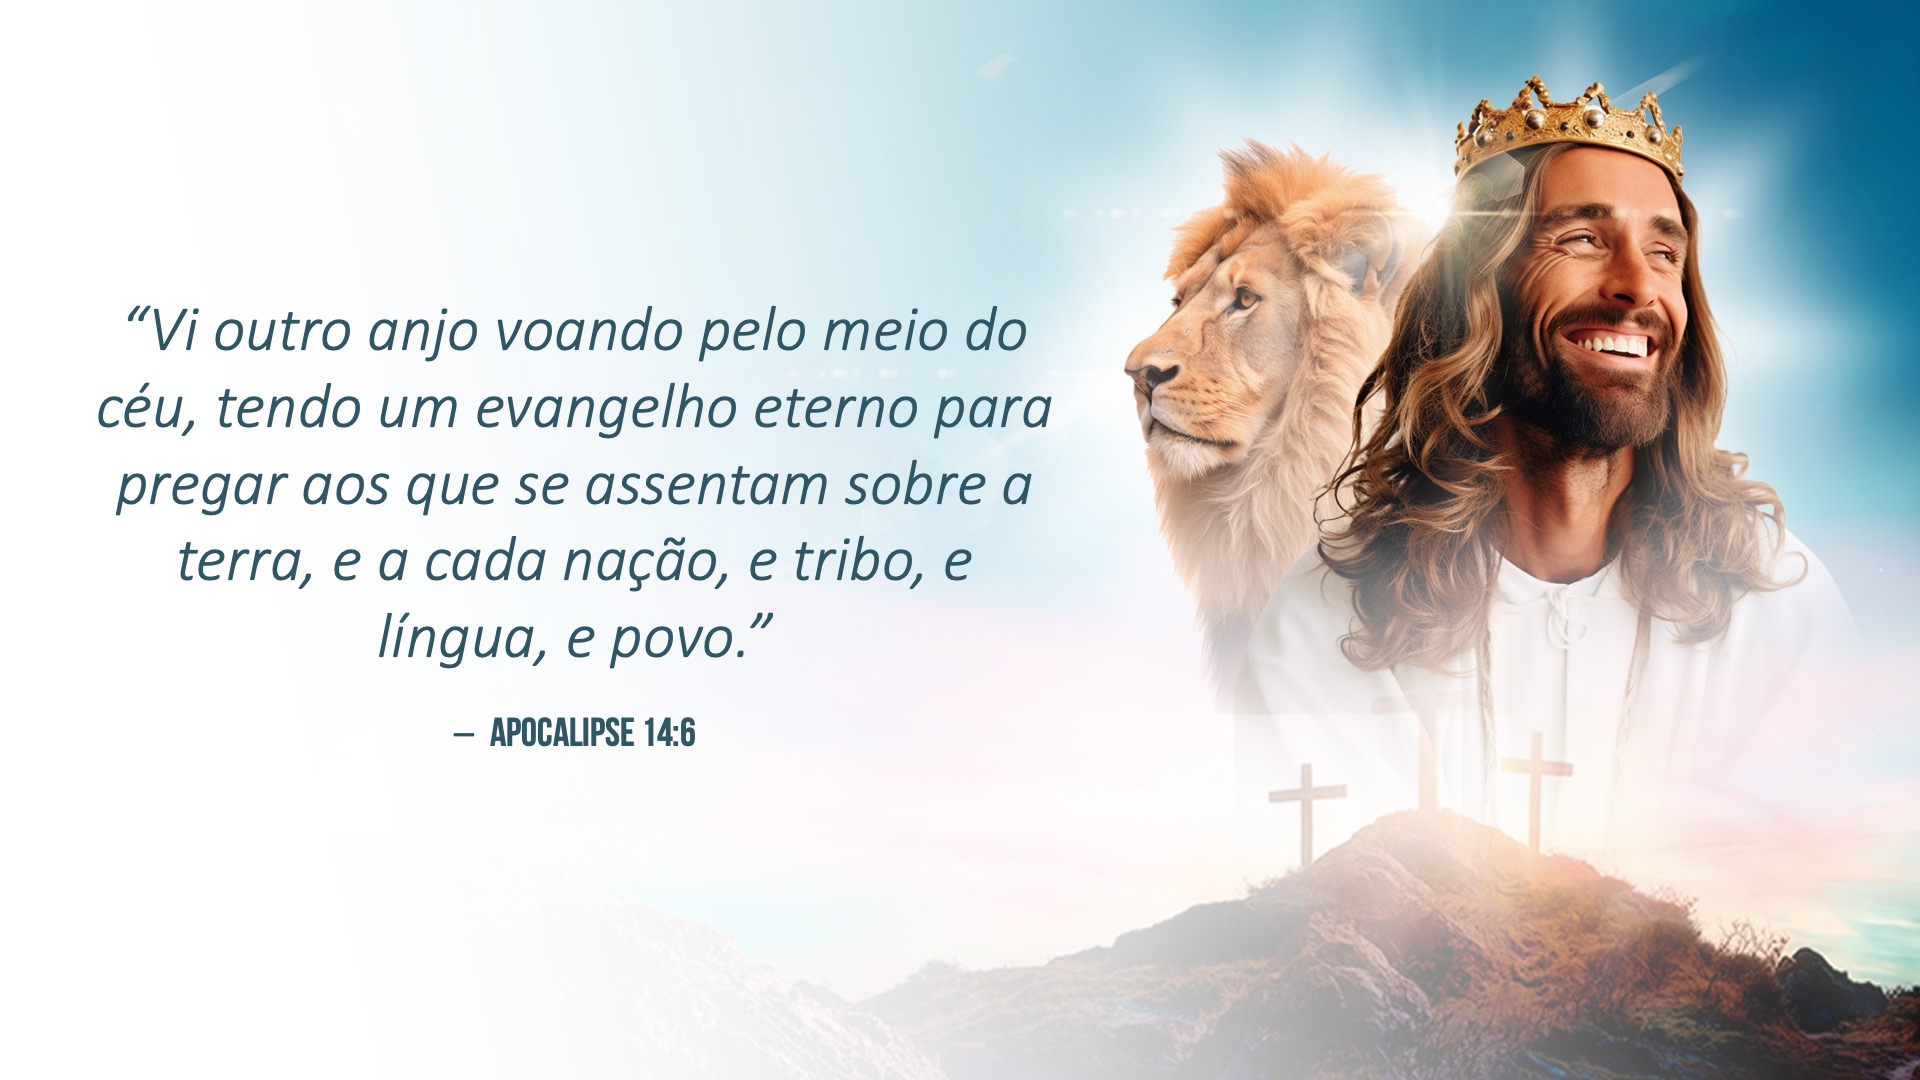 “Vi outro anjo voando pelo meio do
céu, tendo um evangelho eterno para
pregar aos que se assentam sobre a
terra, e a cada nação, e tribo, e
língua, e povo.”
– APOCALIPSE 14:6